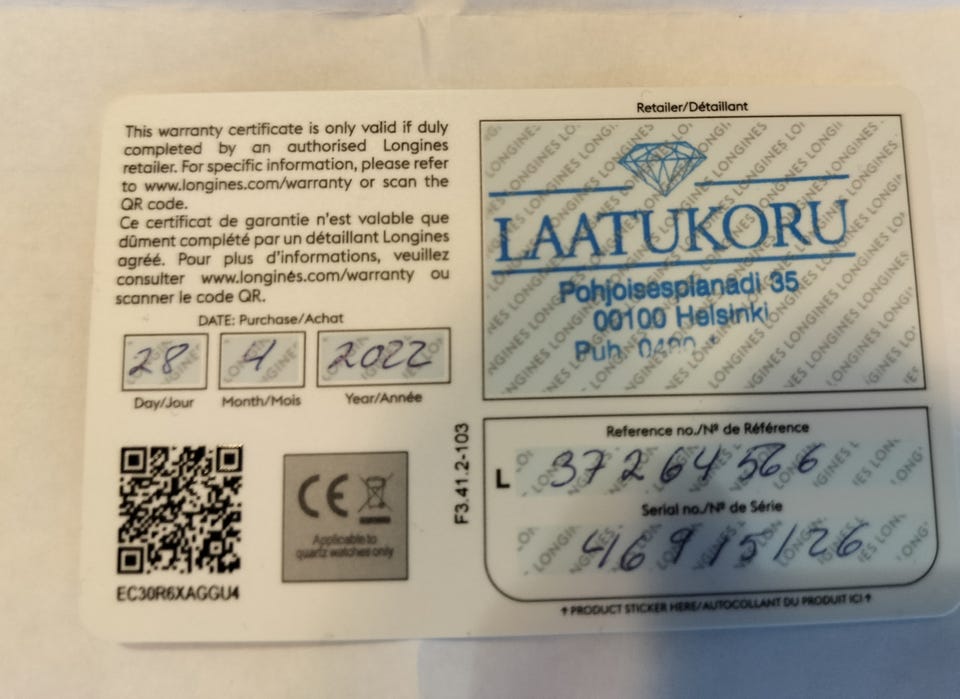 This warranty certificate is only valid if duly
completed by an authorised Longines
retailer. For specific information, please refer
to www.longines.com/warranty or scan the
QR code.
Ce certificat de garantie n'est valable que
dûment complété par un détaillant Longines
agréé. Pour plus d'informations, veuillez
consulter www.longines.com/warranty ou
scanner le code QR.
DATE: Purchase/Achat
28 4 2022
Day/Jour Month/Mois Year/Année
EC30R6XAGGU4
CE
Applicable to
quartz watches only
F3.41.2-103
Retailer/Détaillant
LAATUKORU
Pohjoisesplanadi 35
00100 Helsinki
Puh.
Reference no./Nº de Référence
L 37264566
Serial no./Nº de Série
46915126
↑PRODUCT STICKER HERE/AUTOCOLLANT DU PRODUIT ICI↑